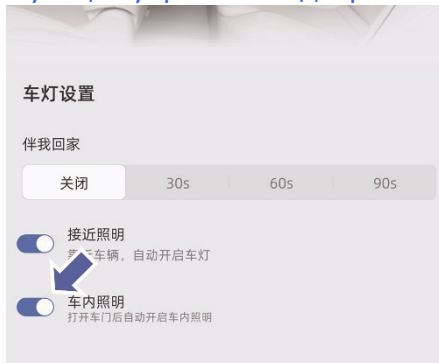 车灯设置
伴我回家
关闭 30s 60s 90s
接近照明
车辆，自动开启车灯
车内照明
打开车门后自动开启车内照明